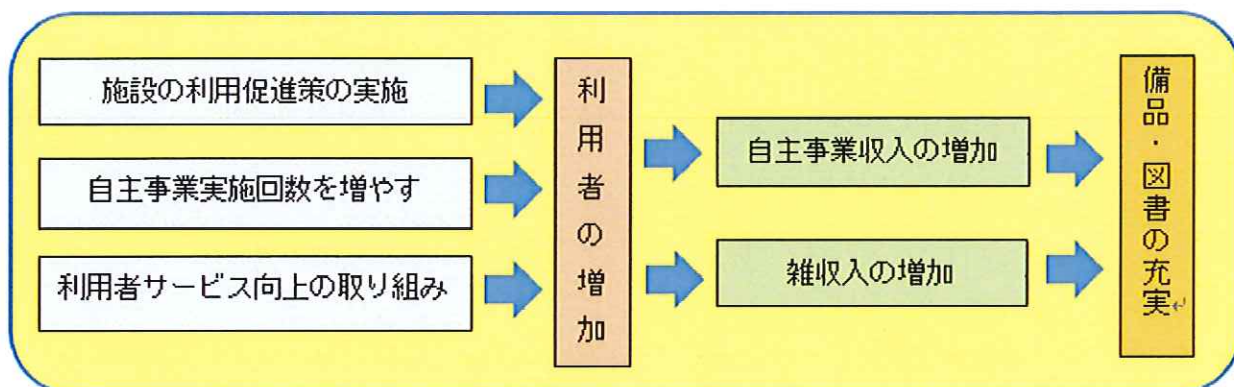 施設の利用促進策の実施
自主事業実施回数を増やす
利用者サービス向上の取り組み
利用者の増加
自主事業収入の増加
雑収入の増加
備品・図書の充実